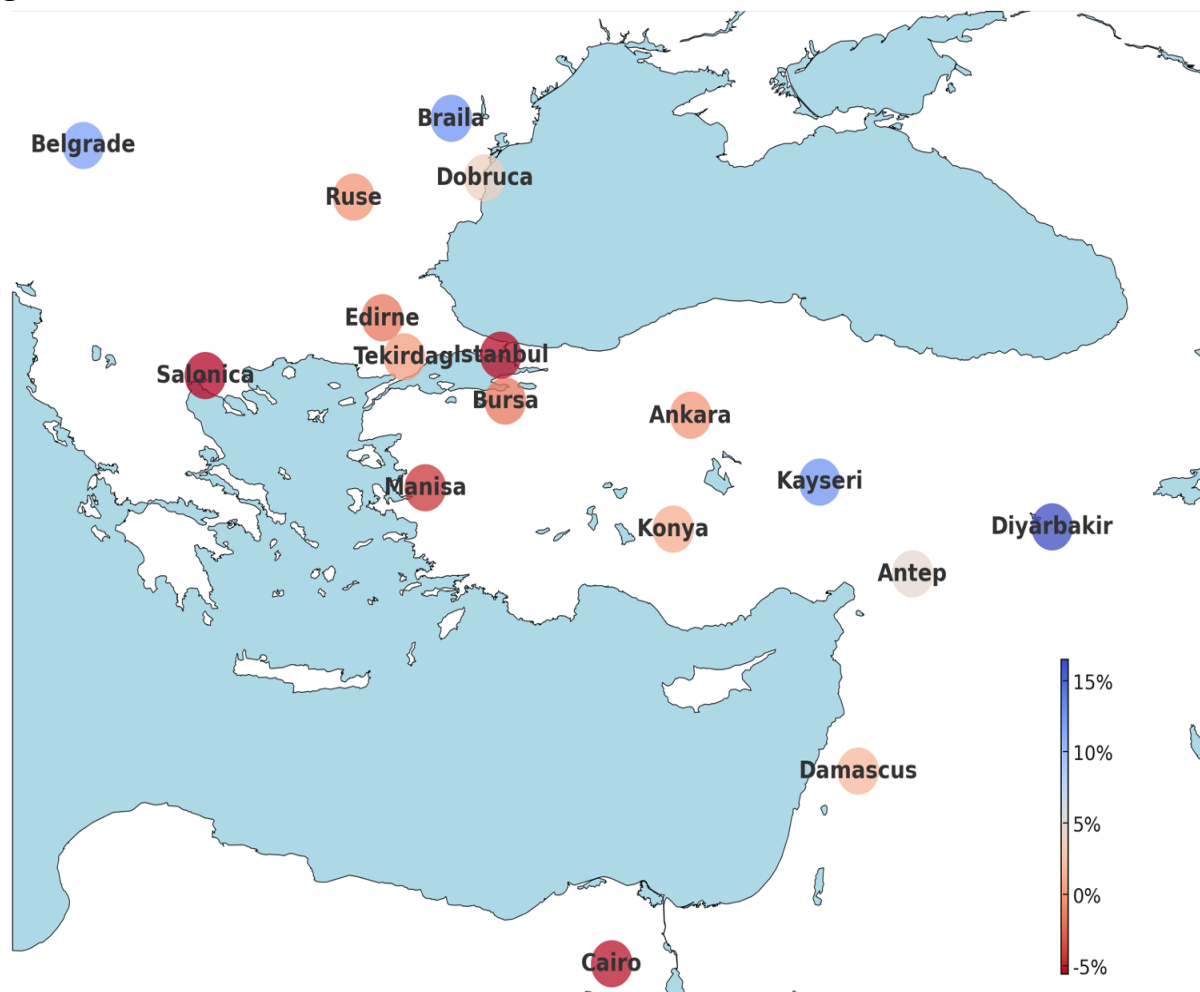 Braila
Belgrade
Dobruca
Ruse
Edirne
Tekirdag
Istanbul
Salonica
Bursa
Ankara
Kayseri
Manisa
Diyarbakir
Konya
Antep
15%
10%
Damascus
5%
0%
Cairo
-5%